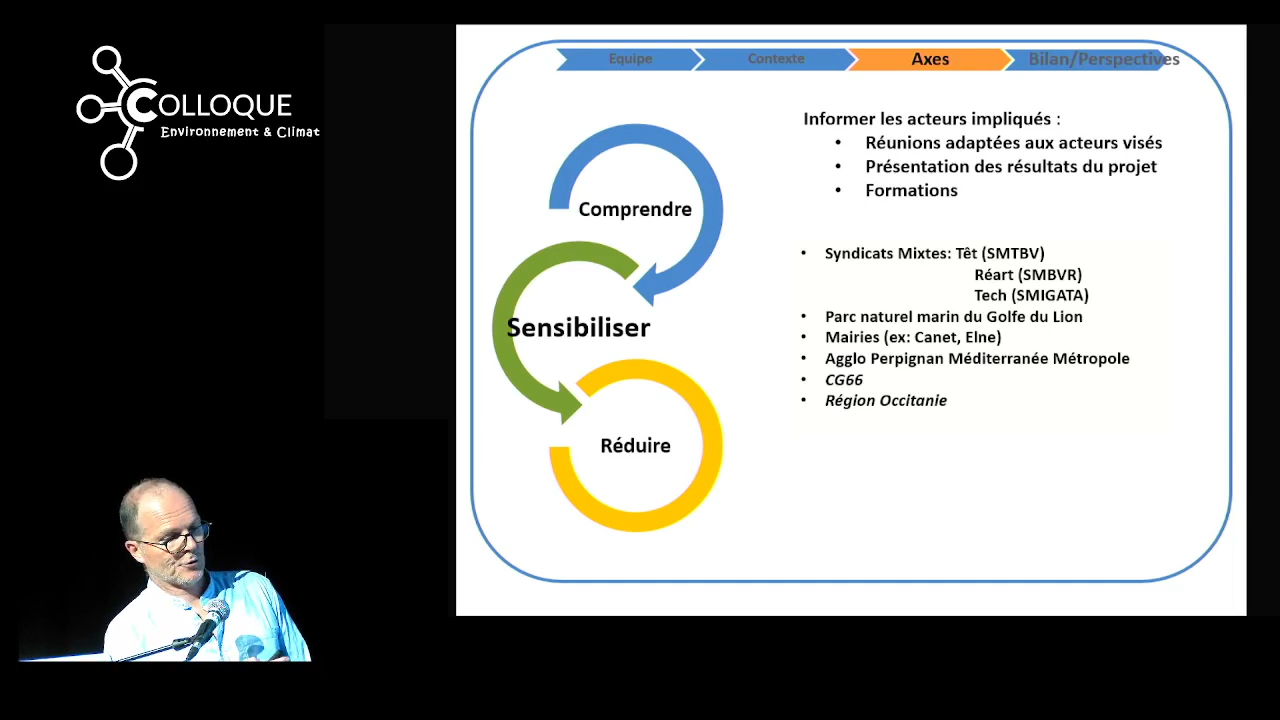 COLLOQUE
Environnement & Climat
Equipe
Contexte
Axes
Bilan/Perspectives
Comprendre
Sensibiliser
Réduire
Informer les acteurs impliqués :
• Réunions adaptées aux acteurs visés
• Présentation des résultats du projet
• Formations
• Syndicats Mixtes: Têt (SMTBV)
Réart (SMBVR)
Tech (SMIGATA)
• Parc naturel marin du Golfe du Lion
• Mairies (ex: Canet, Elne)
• Agglo Perpignan Méditerranée Métropole
• CG66
• Région Occitanie